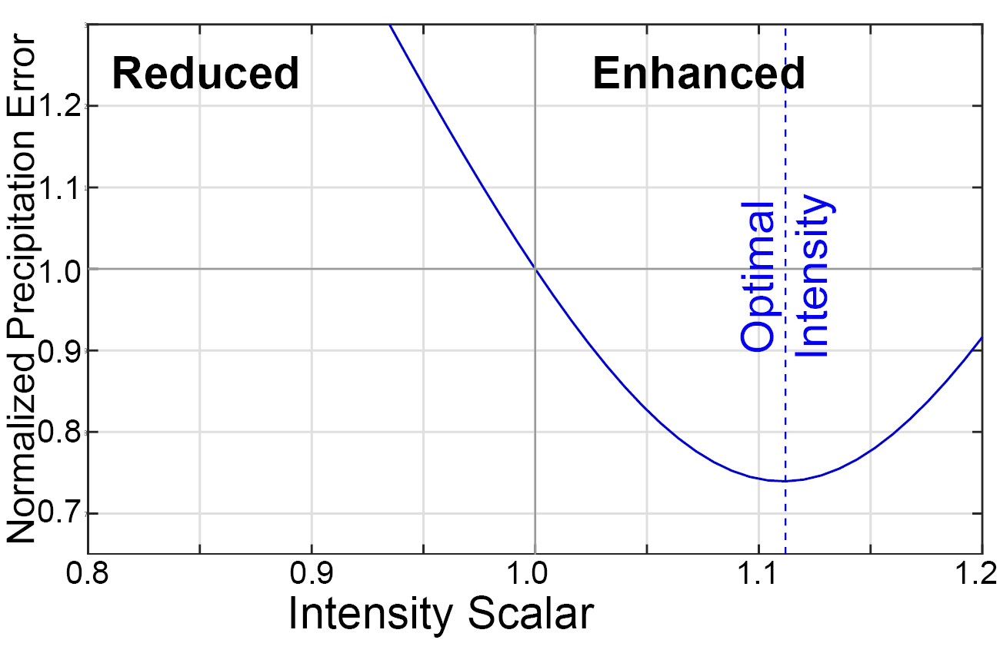 Reduced
Enhanced
Normalized Precipitation Error
1.2
1.1
1.0
0.9
0.8
0.7
Optimal
Intensity
0.8
0.9
1.0
1.1
1.2
Intensity Scalar